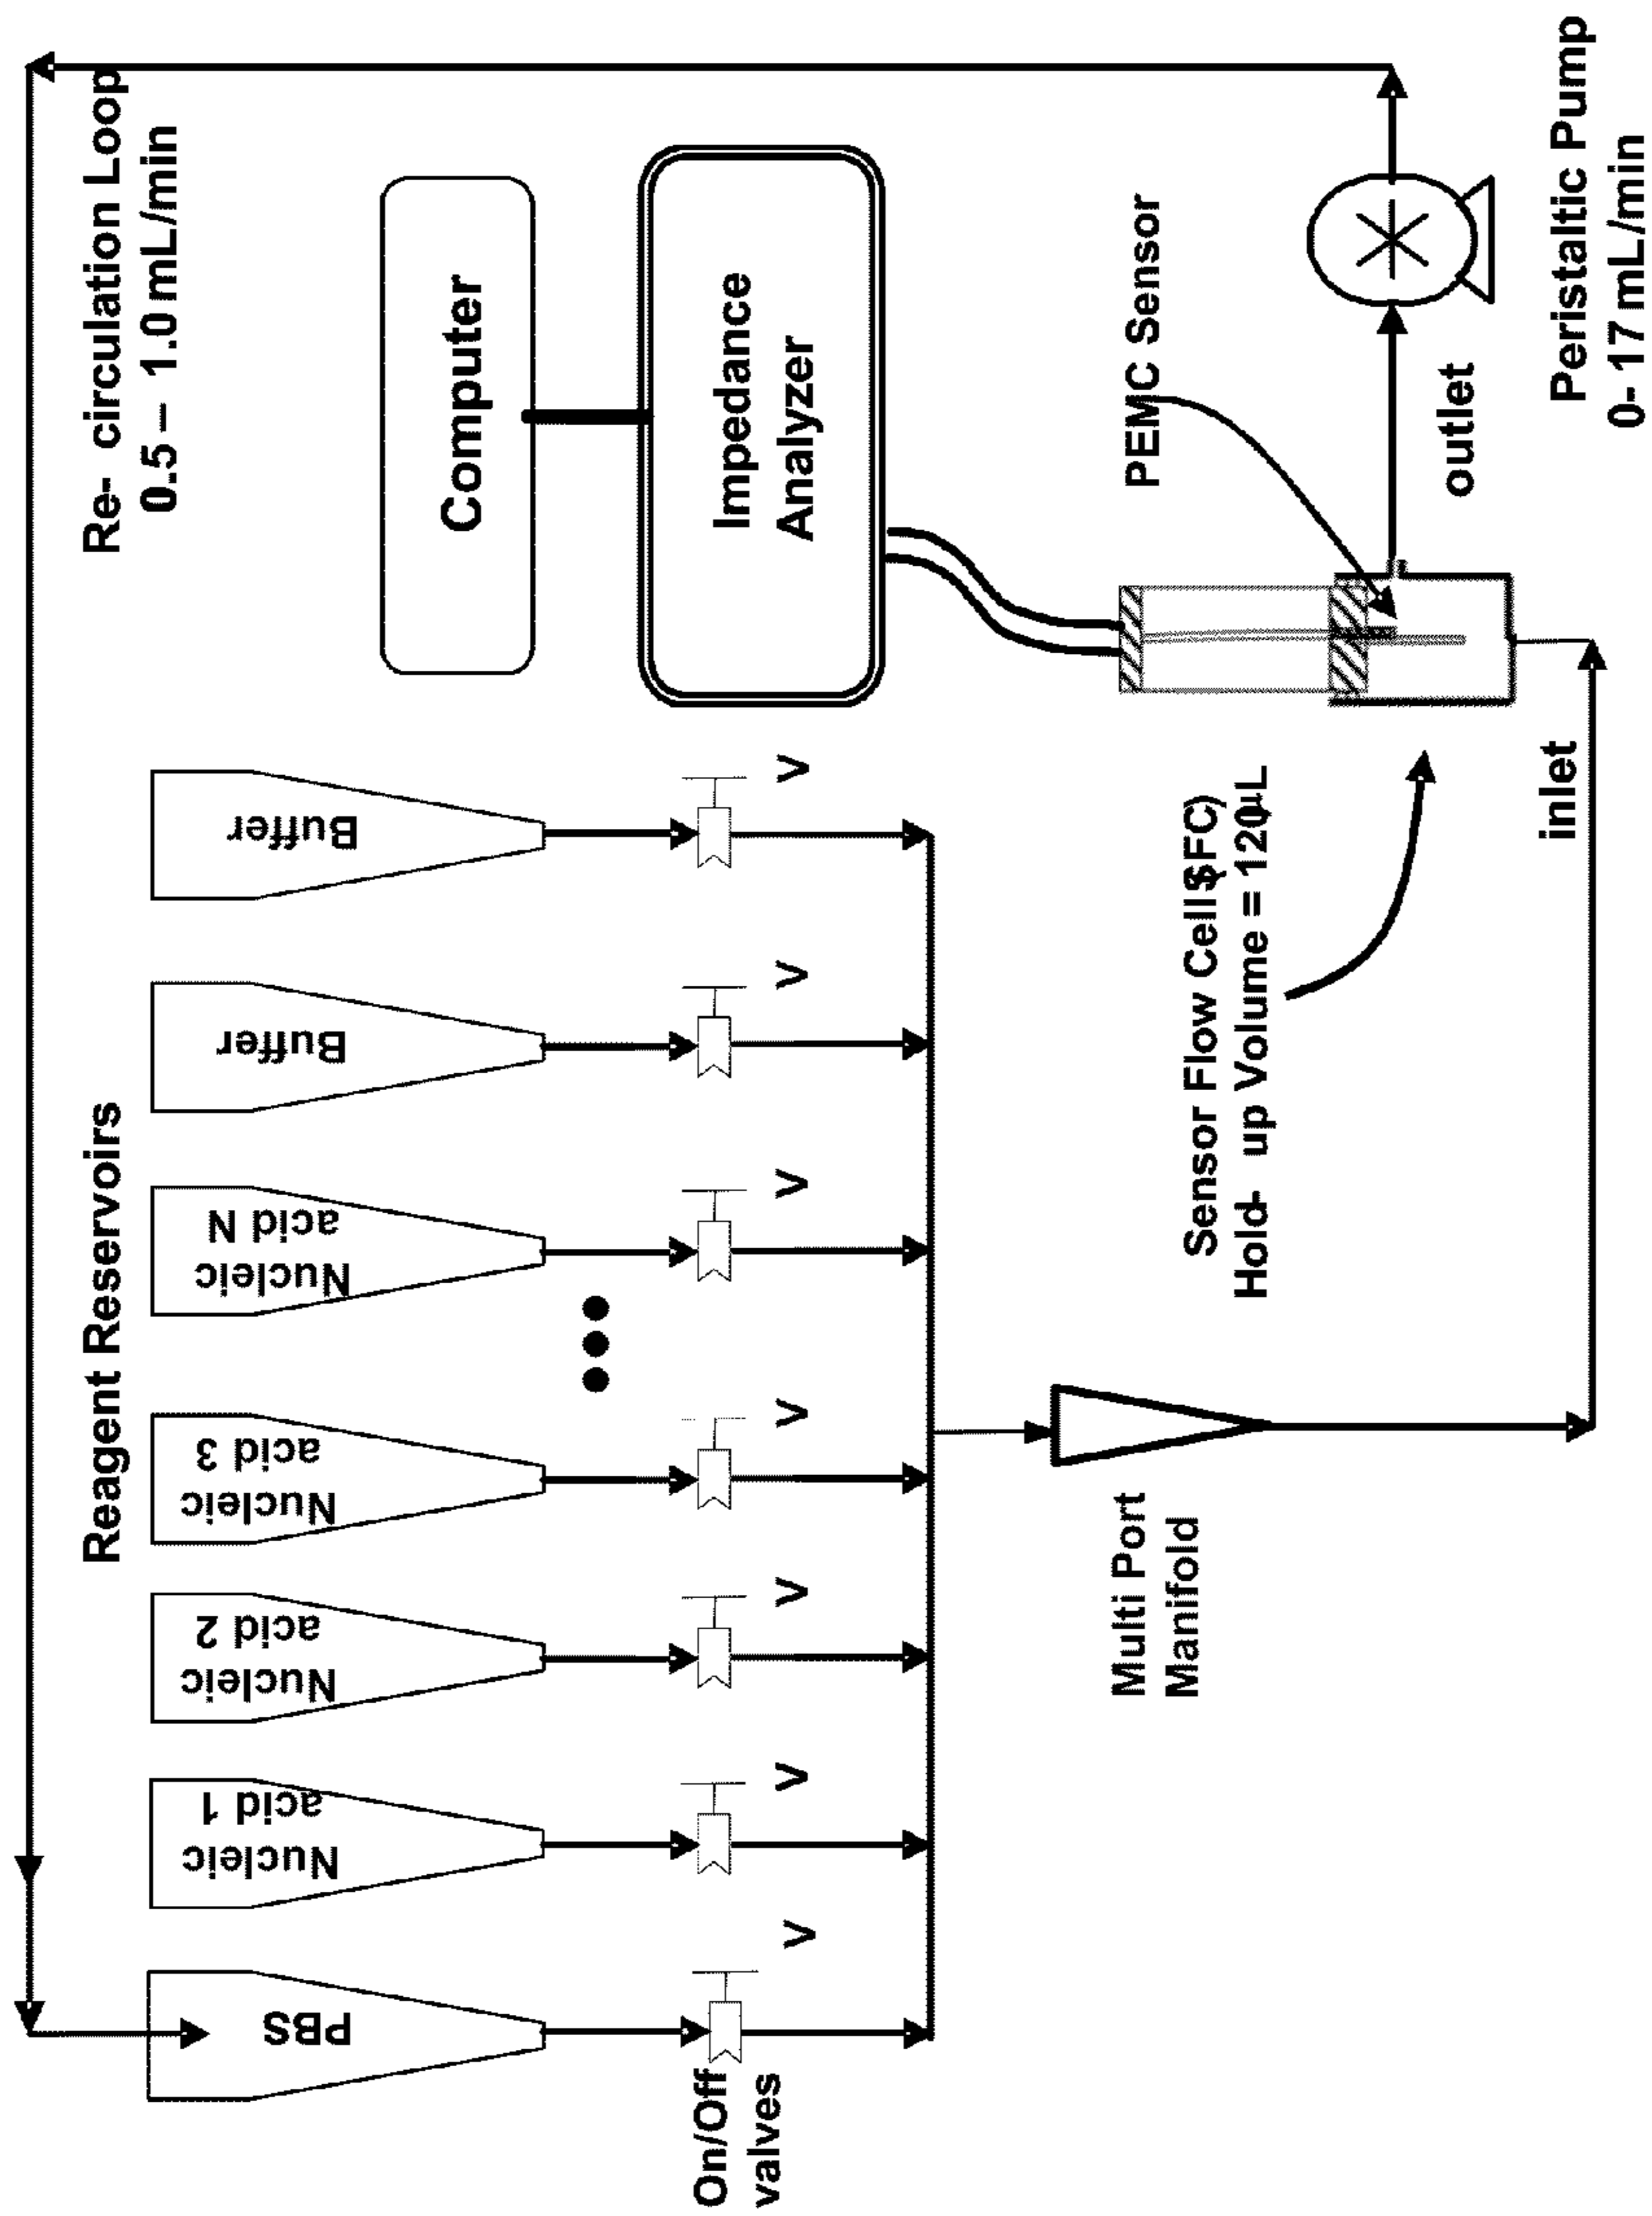 Re- circulation Loop
0.5 – 1.0 mL/min
Reagent Reservoirs
PBS
Nucleic
acid 1
Nucleic
acid 2
Nucleic
acid 3
Nucleic
acid N
Buffer
Buffer
Computer
On/Off
valves
V
V
V
V
V
V
V
Impedance
Analyzer
Multi Port
Manifold
Sensor Flow Cell(SFC)
Hold- up Volume = 120μL
PEMC Sensor
outlet
inlet
Peristaltic Pump
0- 17 mL/min